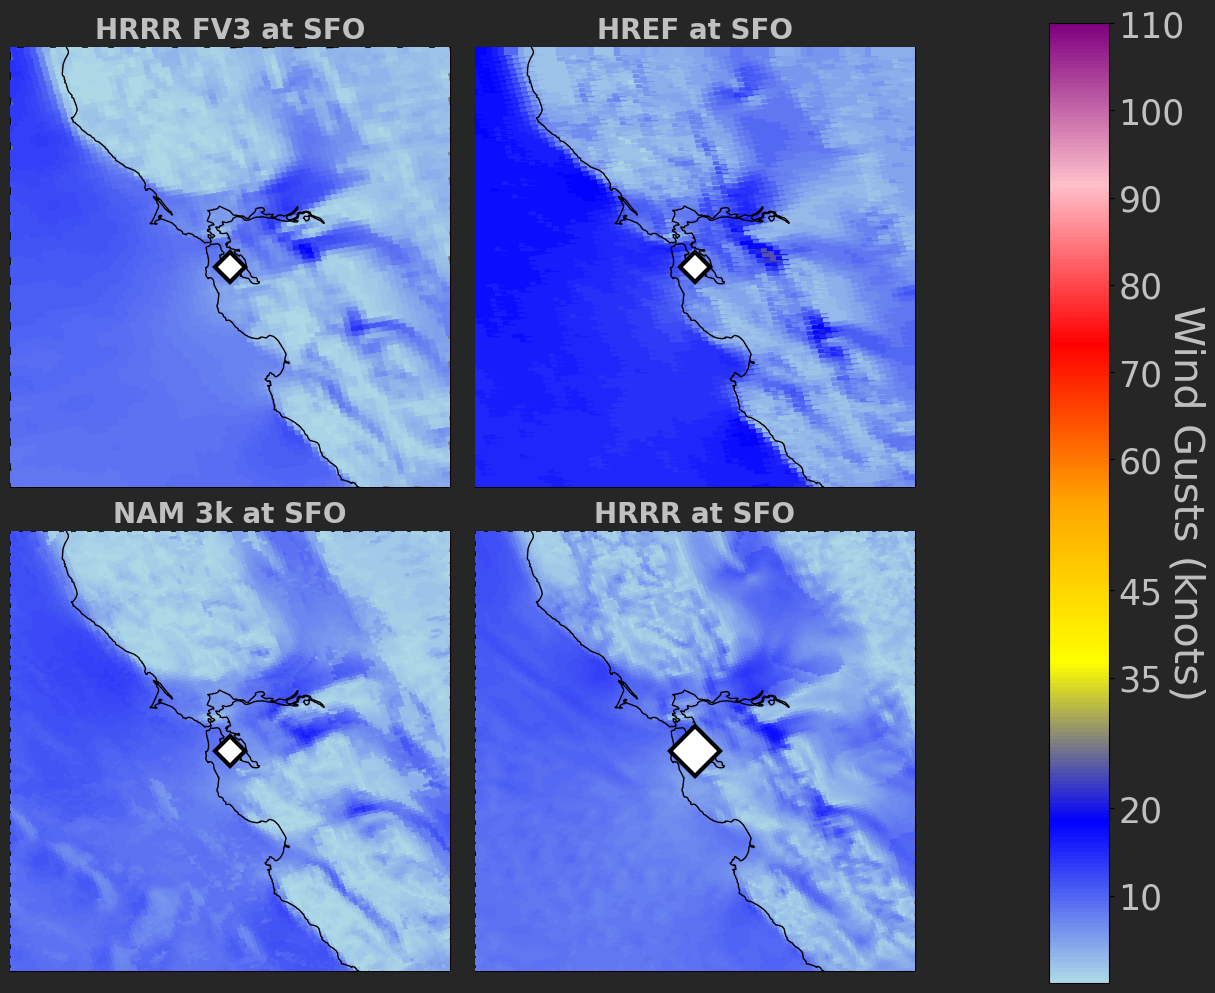 HRRR FV3 at SFO
HREF at SFO
NAM 3k at SFO
HRRR at SFO
110
100
90
80
70
60
45
35
20
10
Wind Gusts (knots)